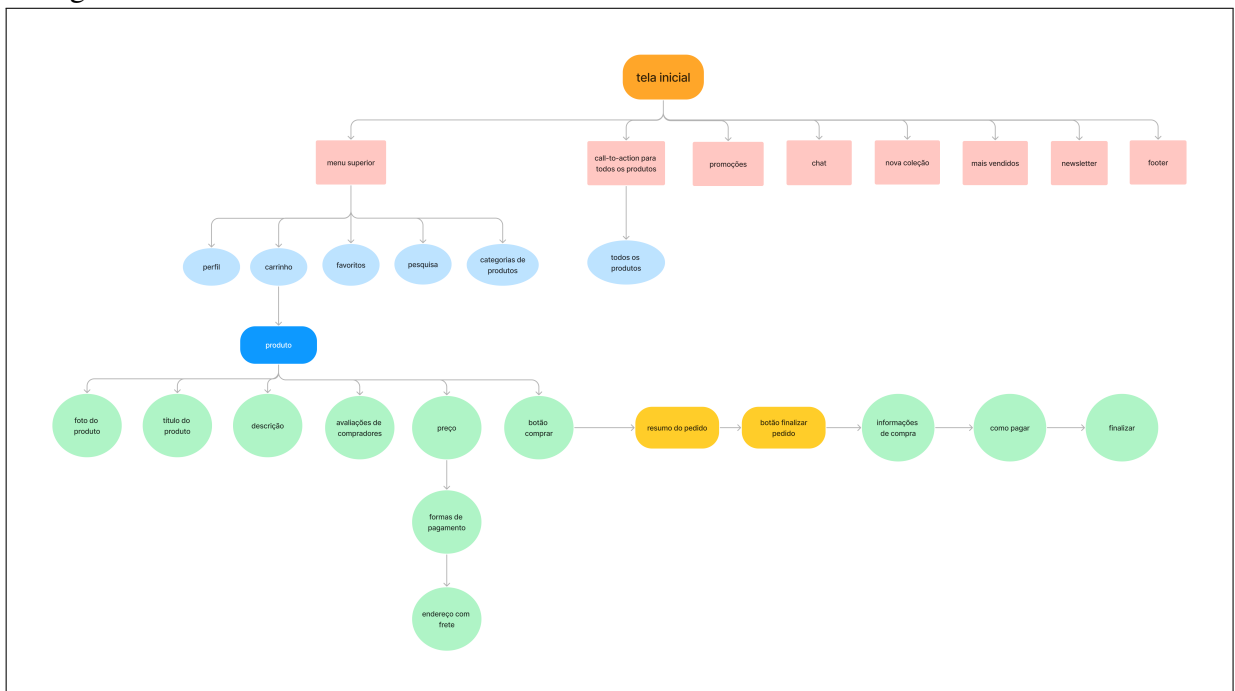 tela inicial
menu superior
call-to-action para
todos os produtos
promoções
chat
nova coleção
mais vendidos
newsletter
footer
perfil
carrinho
favoritos
pesquisa
categorias de
produtos
todos os
produtos
produto
foto do
produto
título do
produto
descrição
avaliações de
compradores
preço
botão
comprar
resumo do pedido
botão finalizar
pedido
informações
de compra
como pagar
finalizar
formas de
pagamento
endereço com
frete